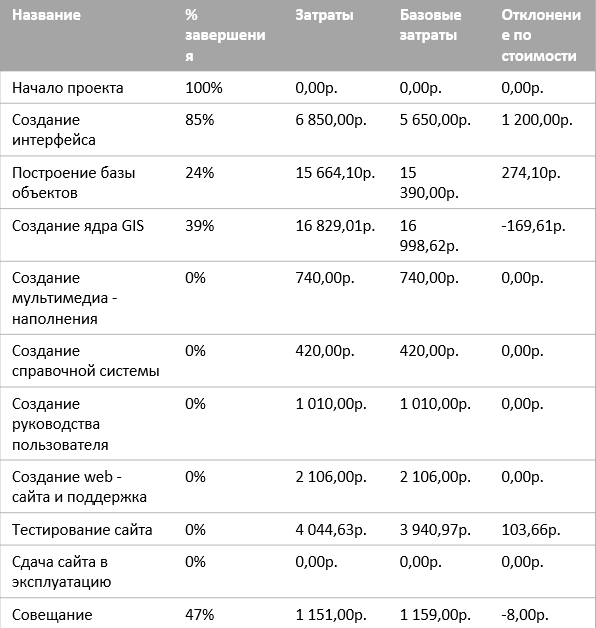 Название % завершени я Затраты Базовые затраты Отклонени е по стоимости
Начало проекта 100% 0,00р. 0,00р. 0,00р.
Создание интерфейса 85% 6 850,00р. 5 650,00р. 1 200,00р.
Построение базы объектов 24% 15 664,10р. 15 390,00р. 274,10р.
Создание ядра GIS 39% 16 829,01р. 16 998,62р. -169,61р.
Создание мультимедиа - наполнения 0% 740,00р. 740,00р. 0,00р.
Создание справочной системы 0% 420,00р. 420,00р. 0,00р.
Создание руководства пользователя 0% 1 010,00р. 1 010,00р. 0,00р.
Создание web - сайта и поддержка 0% 2 106,00р. 2 106,00р. 0,00р.
Тестирование сайта 0% 4 044,63р. 3 940,97р. 103,66р.
Сдача сайта в эксплуатацию 0% 0,00р. 0,00р. 0,00р.
Совещание 47% 1 151,00р. 1 159,00р. -8,00р.